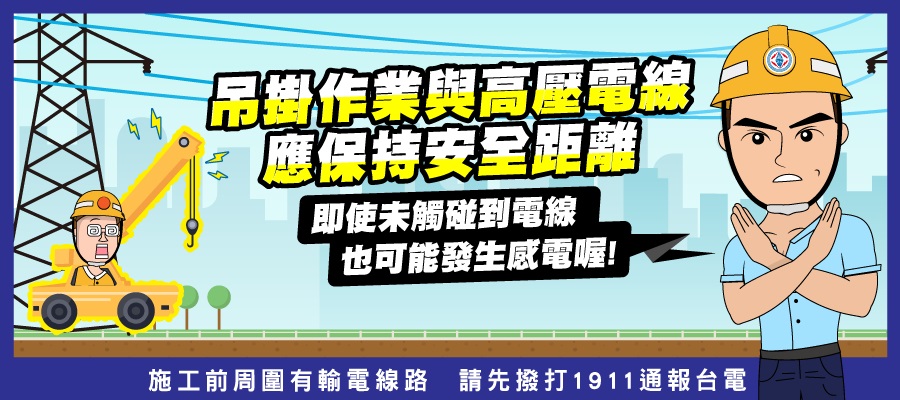 吊掛作業與高壓電線
應保持安全距離
即使未觸碰到電線
也可能發生感電喔!
施工前周圍有輸電線路 請先撥打1911通報台電